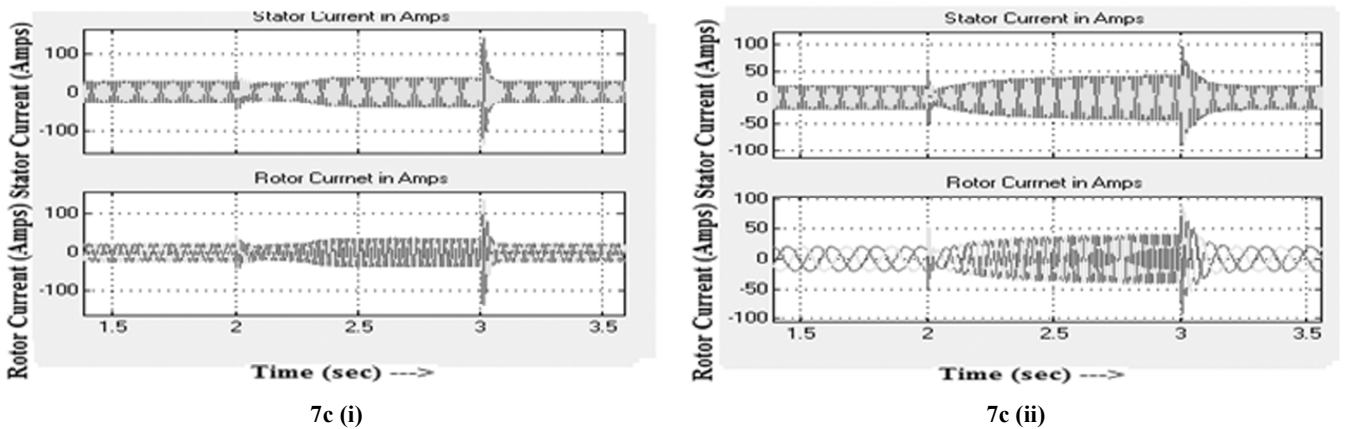 Stator Current in Amps
Stator Current (Amps)
100
0
-100
Rotor Currnet in Amps
Rotor Current (Amps)
100
0
-100
1.5 2 2.5 3 3.5
Time (sec) --->
7c (i)
Stator Current in Amps
Stator Current (Amps)
100
50
0
-50
-100
Rotor Currnet in Amps
Rotor Current (Amps)
100
50
0
-50
-100
1.5 2 2.5 3 3.5
Time (sec) --->
7c (ii)